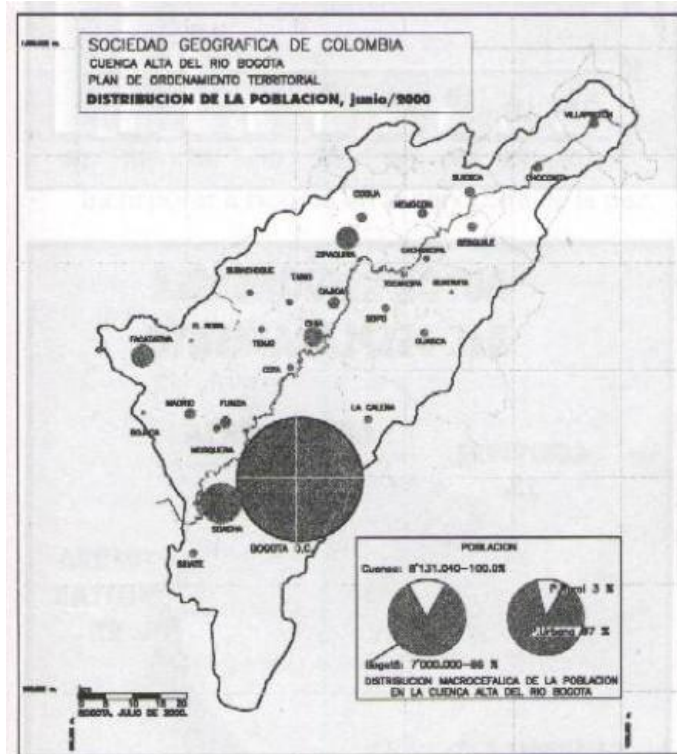 SOCIEDAD GEOGRAFICA DE COLOMBIA
CUENCA ALTA DEL RIO BOGOTA
PLAN DE ORDENAMIENTO TERRITORIAL
DISTRIBUCION DE LA POBLACION, junio/2000
VILLAPINZON
CHOCONTA
SUESCA
NEMOCON
COGUA
SESQUILE
ZIPAQUIRA
GACHANCIPA
TOCANCIPA
GUATAVITA
SUBACHOQUE
TABIO
CAJICA
SOPO
CHIA
EL ROSAL
TENJO
GUASCA
FACATATIVA
COTA
MADRID
FUNZA
LA CALERA
BOJACA
MOSQUERA
SOACHA
BOGOTA D.C.
SIBATE
POBLACION
Cuenca: 8'131.040-100.0%
P.Rural 3 %
P.Urbana 97 %
Bogotá: 7'000.000-86 %
DISTRIBUCION MACROCEFALICA DE LA POBLACION
EN LA CUENCA ALTA DEL RIO BOGOTA
km
0 5 10 15 20
BOGOTA, JULIO DE 2000.